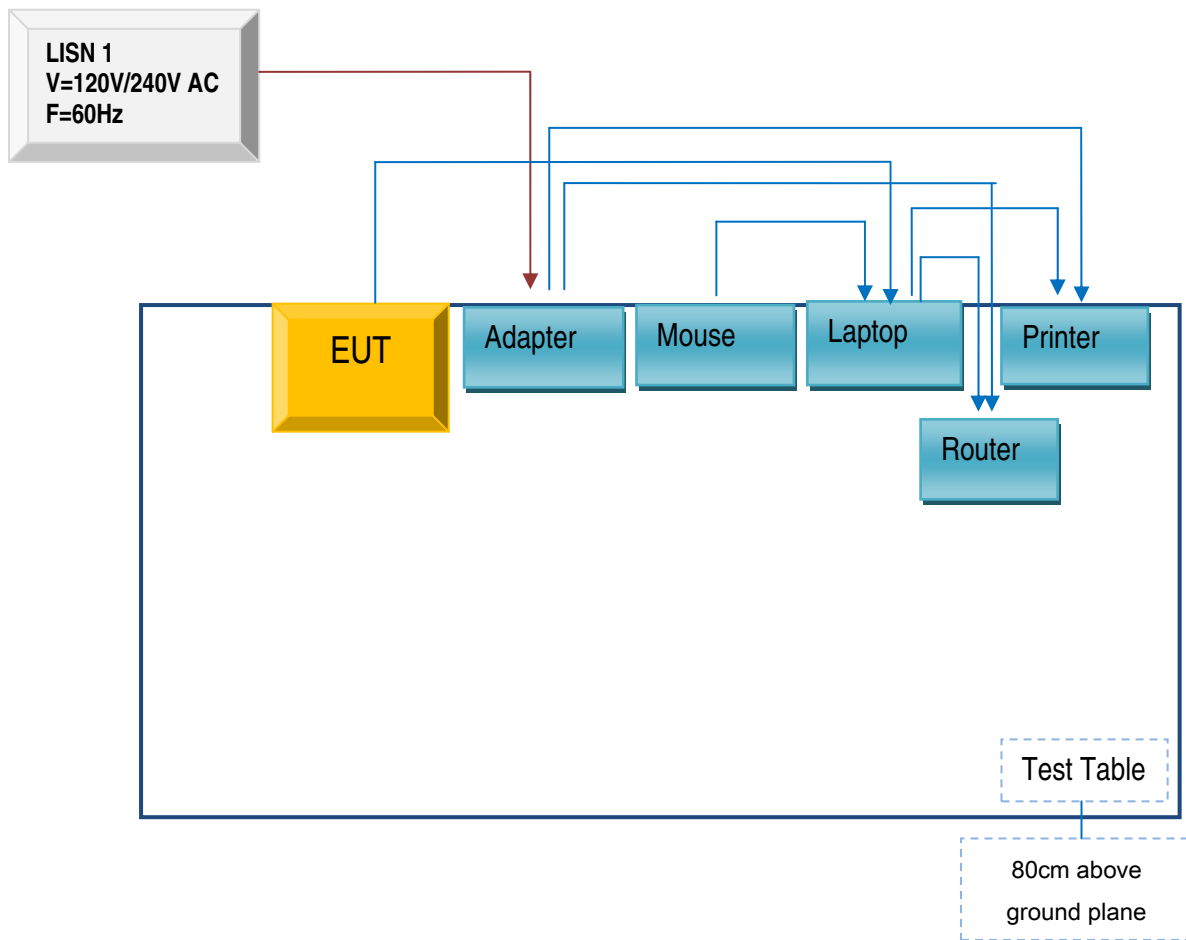 LISN 1
V=120V/240V AC
F=60Hz
EUT
Adapter
Mouse
Laptop
Printer
Router
Test Table
80cm above
ground plane